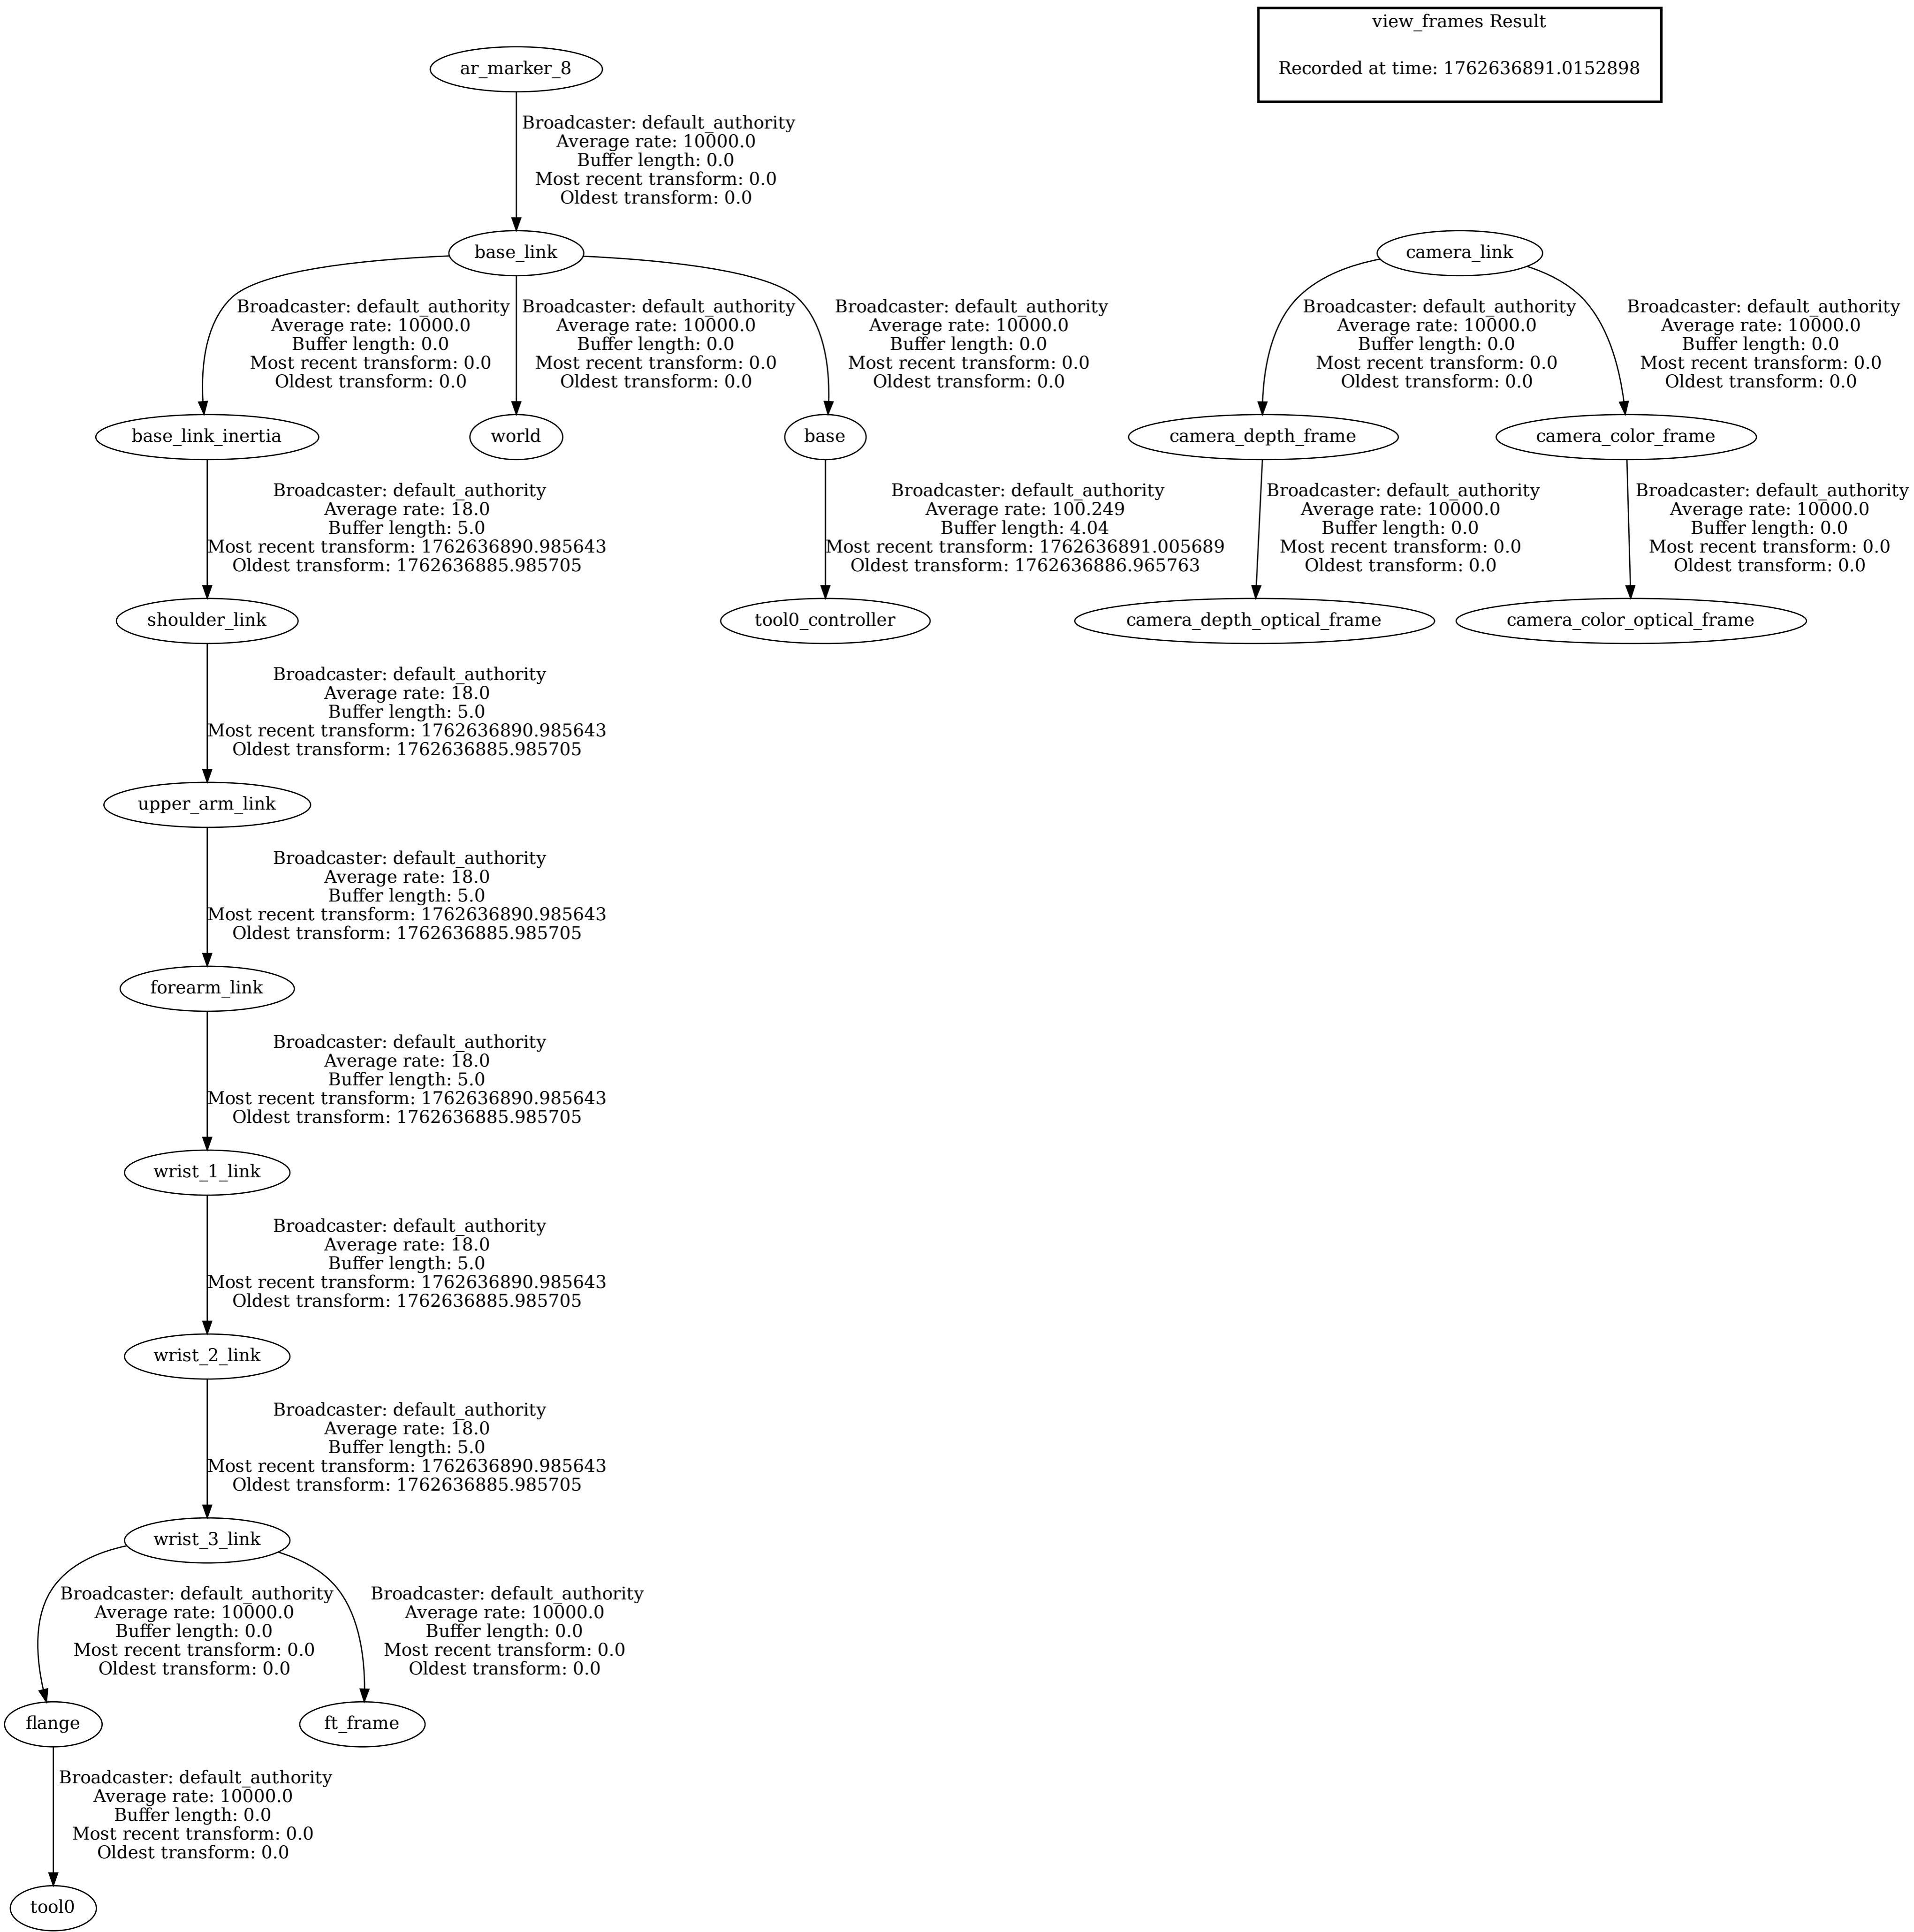 view_frames Result
Recorded at time: 1762636891.0152898
ar_marker_8
Broadcaster: default_authority
Average rate: 10000.0
Buffer length: 0.0
Most recent transform: 0.0
Oldest transform: 0.0
base_link
camera_link
Broadcaster: default_authority
Average rate: 10000.0
Buffer length: 0.0
Most recent transform: 0.0
Oldest transform: 0.0
Broadcaster: default_authority
Average rate: 10000.0
Buffer length: 0.0
Most recent transform: 0.0
Oldest transform: 0.0
Broadcaster: default_authority
Average rate: 10000.0
Buffer length: 0.0
Most recent transform: 0.0
Oldest transform: 0.0
Broadcaster: default_authority
Average rate: 10000.0
Buffer length: 0.0
Most recent transform: 0.0
Oldest transform: 0.0
Broadcaster: default_authority
Average rate: 10000.0
Buffer length: 0.0
Most recent transform: 0.0
Oldest transform: 0.0
base_link_inertia
world
base
camera_depth_frame
camera_color_frame
Broadcaster: default_authority
Average rate: 18.0
Buffer length: 5.0
Most recent transform: 1762636890.985643
Oldest transform: 1762636885.985705
Broadcaster: default_authority
Average rate: 100.249
Buffer length: 4.04
Most recent transform: 1762636891.005689
Oldest transform: 1762636886.965763
Broadcaster: default_authority
Average rate: 10000.0
Buffer length: 0.0
Most recent transform: 0.0
Oldest transform: 0.0
Broadcaster: default_authority
Average rate: 10000.0
Buffer length: 0.0
Most recent transform: 0.0
Oldest transform: 0.0
shoulder_link
tool0_controller
camera_depth_optical_frame
camera_color_optical_frame
Broadcaster: default_authority
Average rate: 18.0
Buffer length: 5.0
Most recent transform: 1762636890.985643
Oldest transform: 1762636885.985705
upper_arm_link
Broadcaster: default_authority
Average rate: 18.0
Buffer length: 5.0
Most recent transform: 1762636890.985643
Oldest transform: 1762636885.985705
forearm_link
Broadcaster: default_authority
Average rate: 18.0
Buffer length: 5.0
Most recent transform: 1762636890.985643
Oldest transform: 1762636885.985705
wrist_1_link
Broadcaster: default_authority
Average rate: 18.0
Buffer length: 5.0
Most recent transform: 1762636890.985643
Oldest transform: 1762636885.985705
wrist_2_link
Broadcaster: default_authority
Average rate: 18.0
Buffer length: 5.0
Most recent transform: 1762636890.985643
Oldest transform: 1762636885.985705
wrist_3_link
Broadcaster: default_authority
Average rate: 10000.0
Buffer length: 0.0
Most recent transform: 0.0
Oldest transform: 0.0
Broadcaster: default_authority
Average rate: 10000.0
Buffer length: 0.0
Most recent transform: 0.0
Oldest transform: 0.0
flange
ft_frame
Broadcaster: default_authority
Average rate: 10000.0
Buffer length: 0.0
Most recent transform: 0.0
Oldest transform: 0.0
tool0